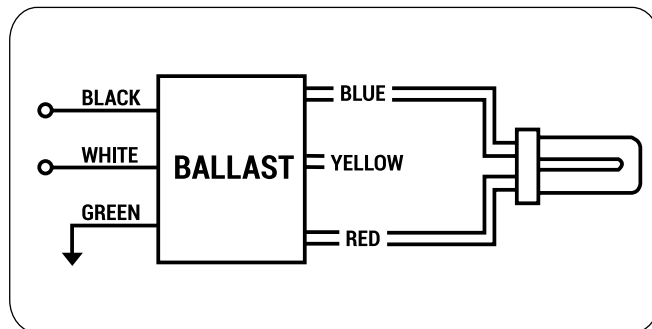 BLACK
WHITE
GREEN
BALLAST
BLUE
YELLOW
RED